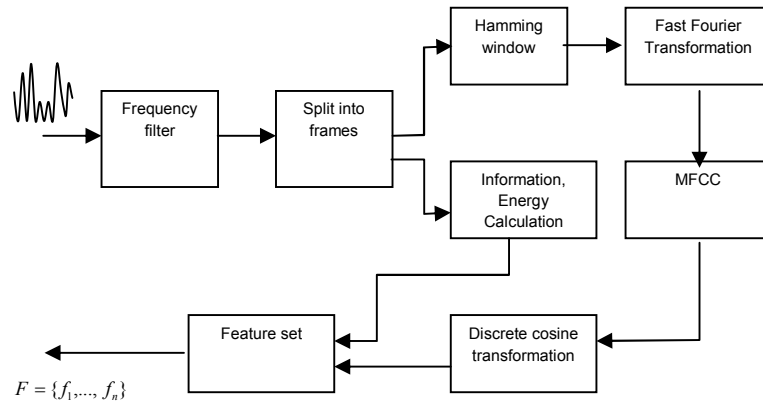 Hamming
window
Fast Fourier
Transformation
Frequency
filter
Split into
frames
Information,
Energy
Calculation
MFCC
Feature set
Discrete cosine
transformation
F = {f₁,..., fₙ}